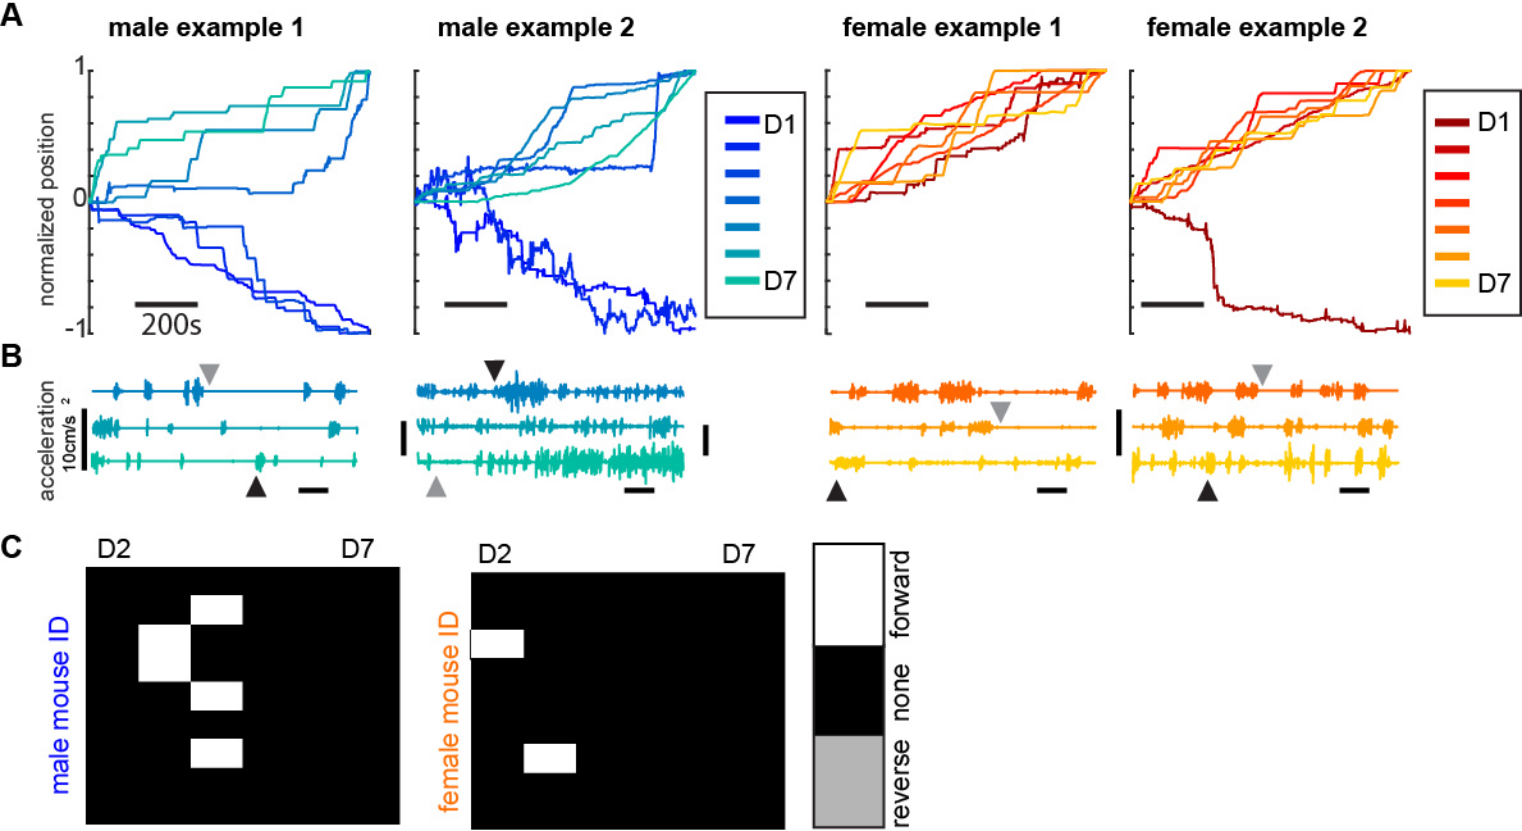 A
male example 1
male example 2
female example 1
female example 2
normalized position
1
0
-1
200s
D1
D7
D1
D7
B
acceleration
10cm/s 2
C
D2
D7
D2
D7
male mouse ID
female mouse ID
forward
none
reverse